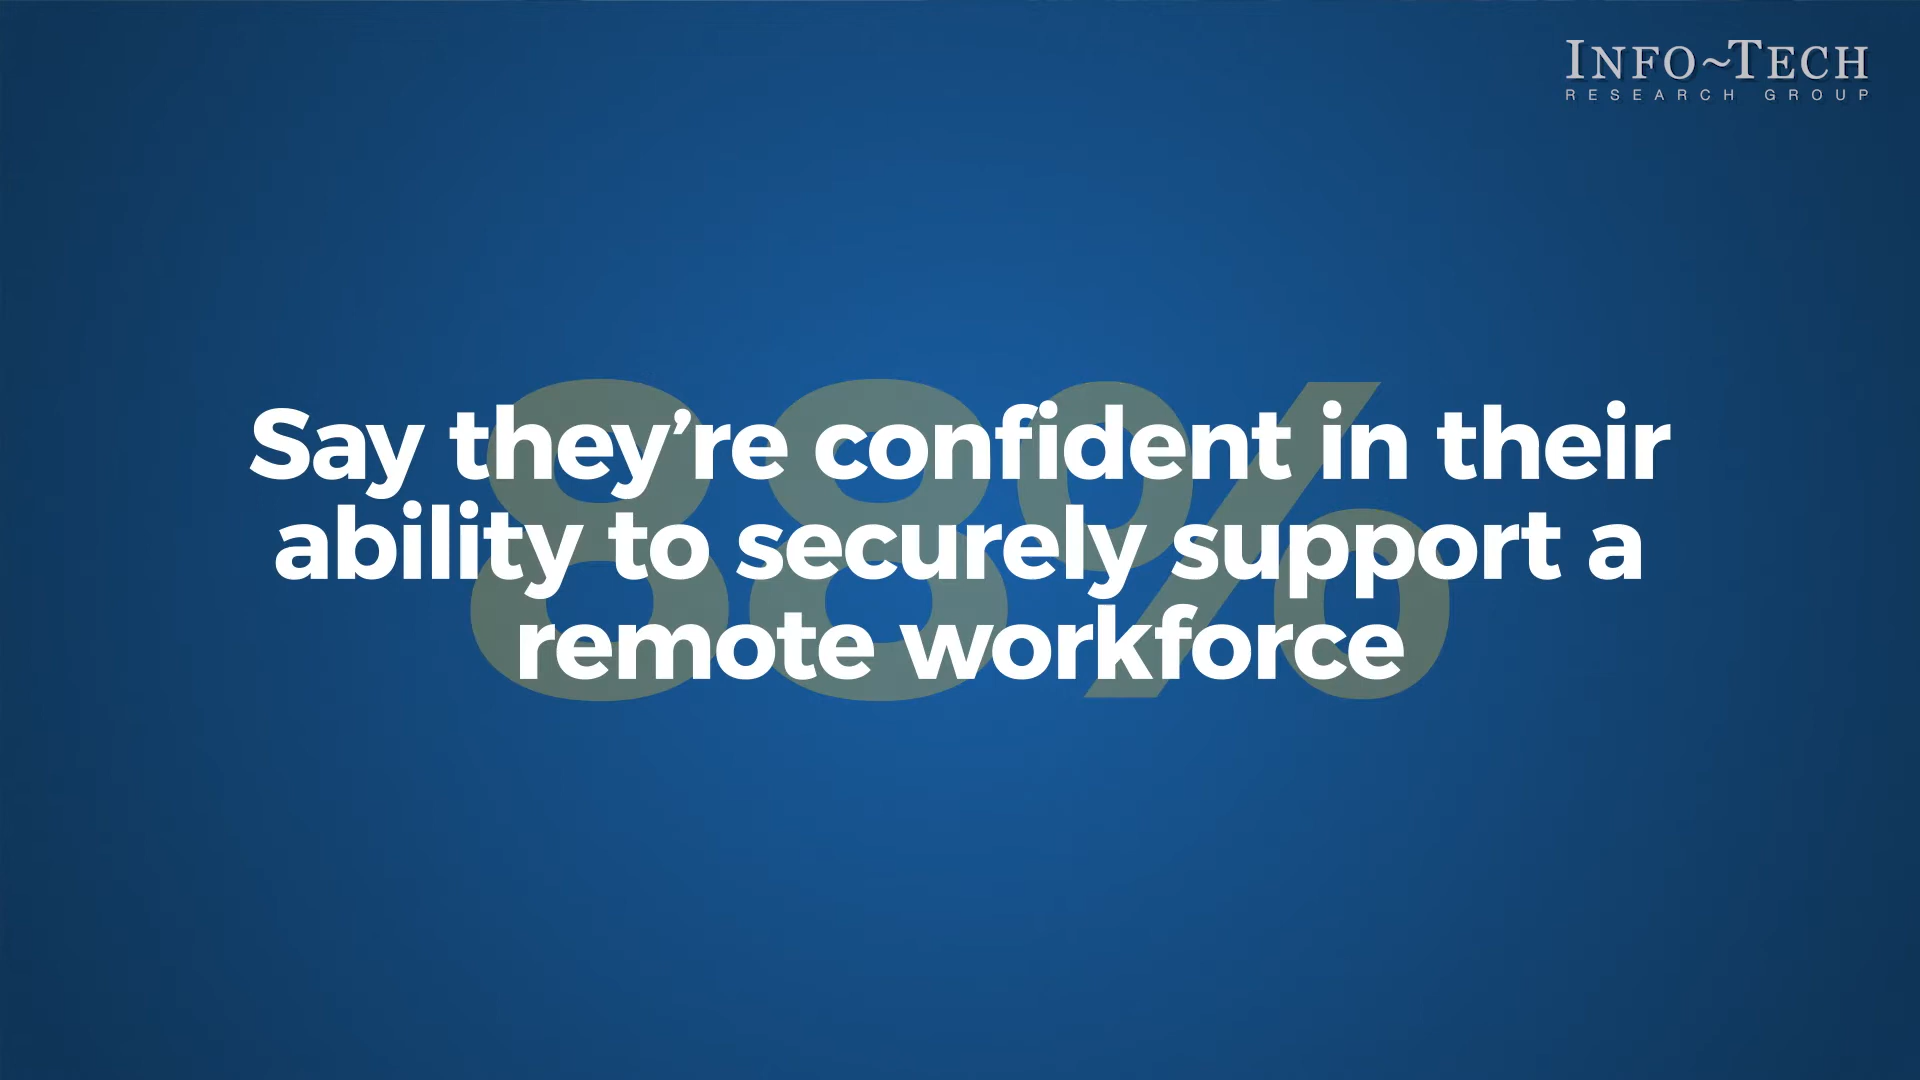 INFO~TECH
RESEARCH GROUP
88%
Say they’re confident in their
ability to securely support a
remote workforce